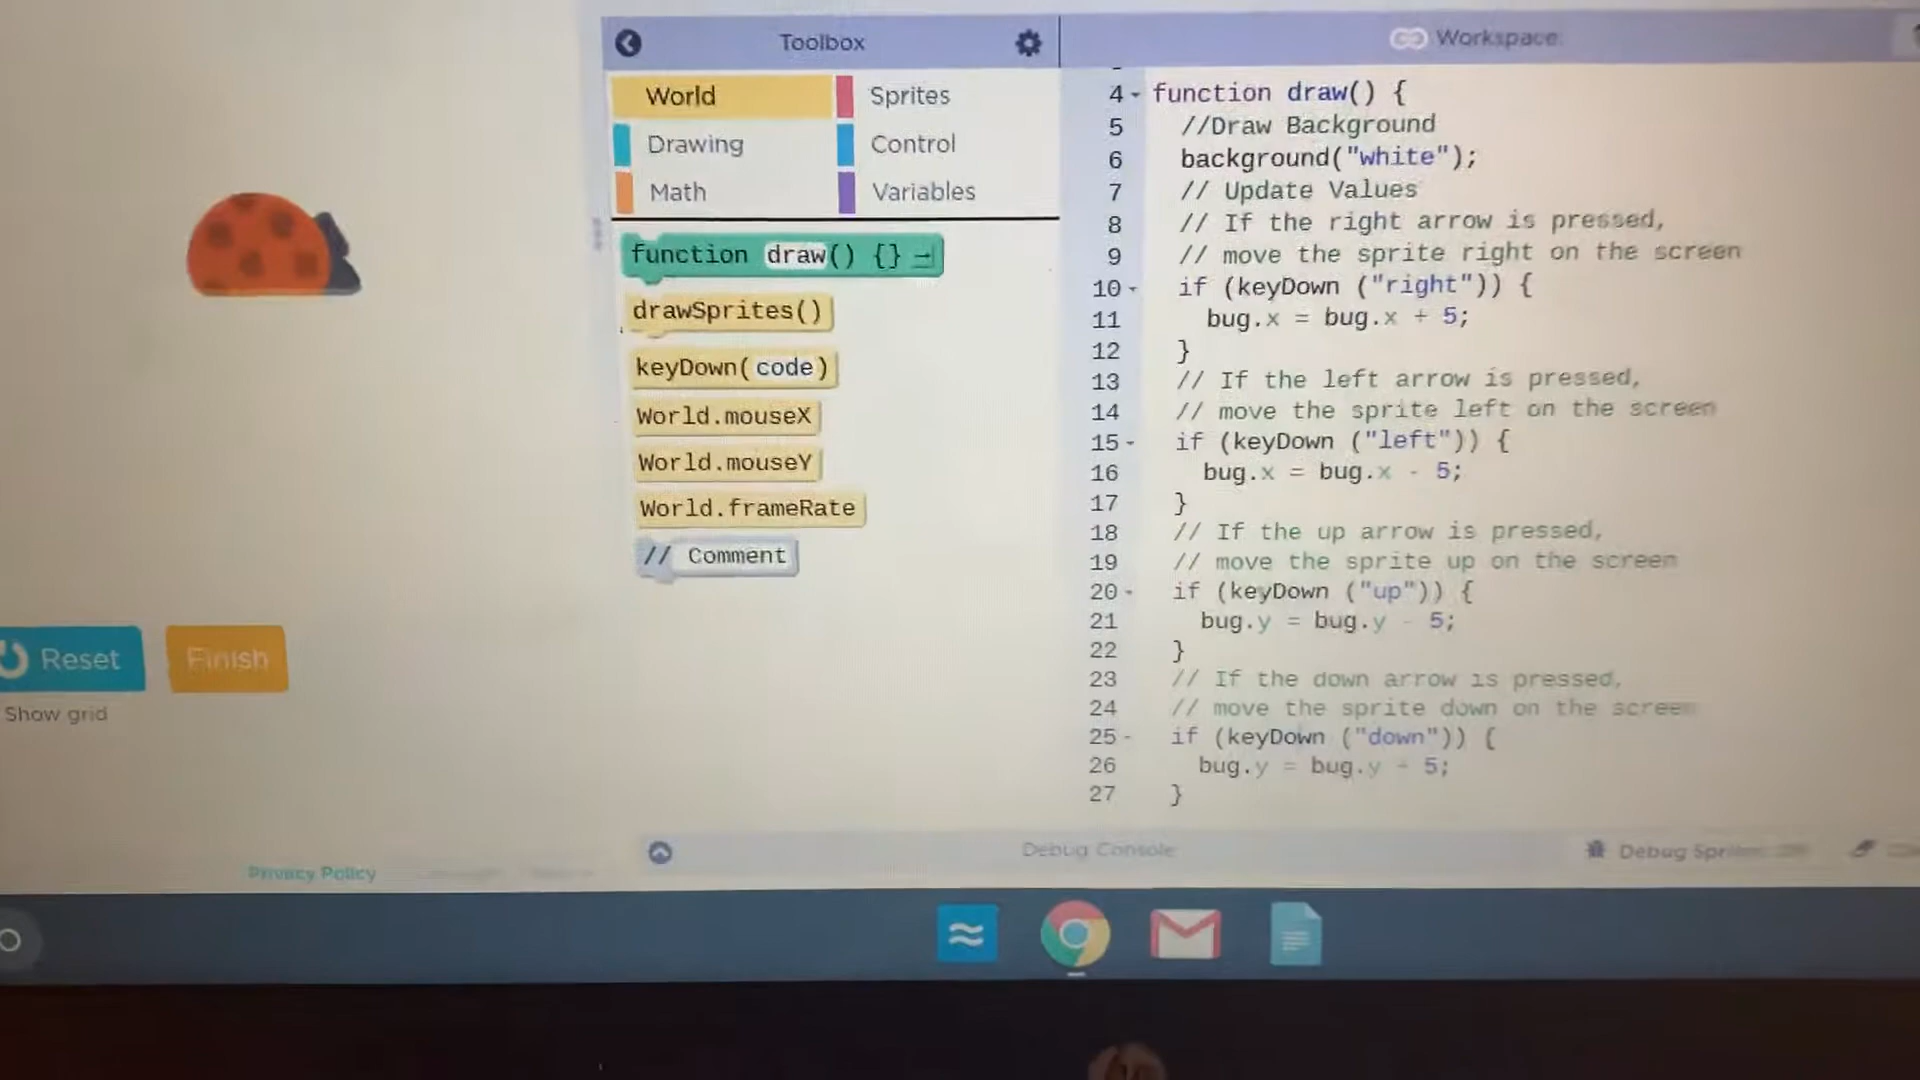 Toolbox
World
Sprites
Drawing
Control
Math
Variables
function draw() {}
drawSprites()
keyDown( code )
World.mouseX
World.mouseY
World.frameRate
// Comment
Workspace:
4 function draw() {
5 //Draw Background
6 background("white");
7 // Update Values
8 // If the right arrow is pressed,
9 // move the sprite right on the screen
10 if (keyDown ("right")) {
11 bug.x = bug.x + 5;
12 }
13 // If the left arrow is pressed,
14 // move the sprite left on the screen
15 if (keyDown ("left")) {
16 bug.x = bug.x - 5;
17 }
18 // If the up arrow is pressed,
19 // move the sprite up on the screen
20 if (keyDown ("up")) {
21 bug.y = bug.y - 5;
22 }
23 // If the down arrow is pressed,
24 // move the sprite down on the screen
25 if (keyDown ("down")) {
26 bug.y = bug.y + 5;
27 }
Reset
Finish
Show grid
Privacy Policy
Debug Console
Debug